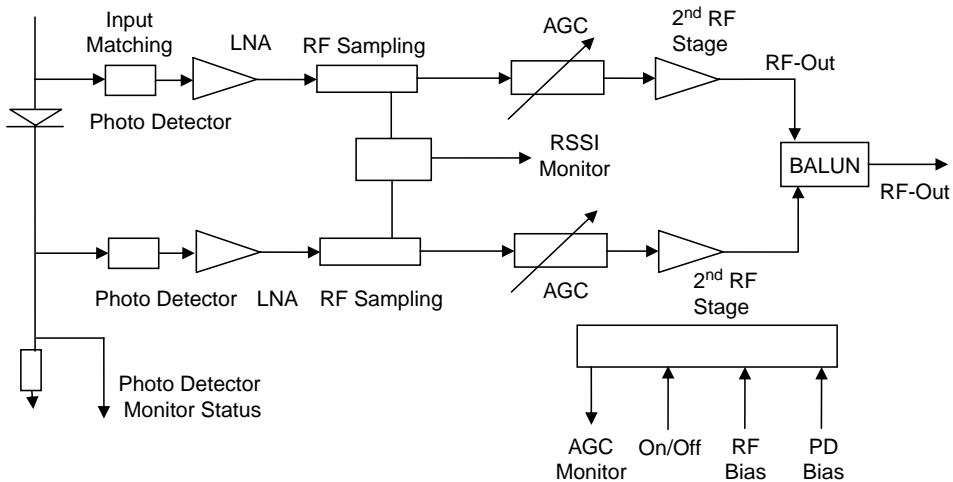 Input
Matching
LNA
RF Sampling
AGC
2nd RF
Stage
RF-Out
Photo Detector
RSSI
Monitor
BALUN
RF-Out
Photo Detector
LNA
RF Sampling
AGC
2nd RF
Stage
Photo Detector
Monitor Status
AGC
Monitor
On/Off
RF
Bias
PD
Bias